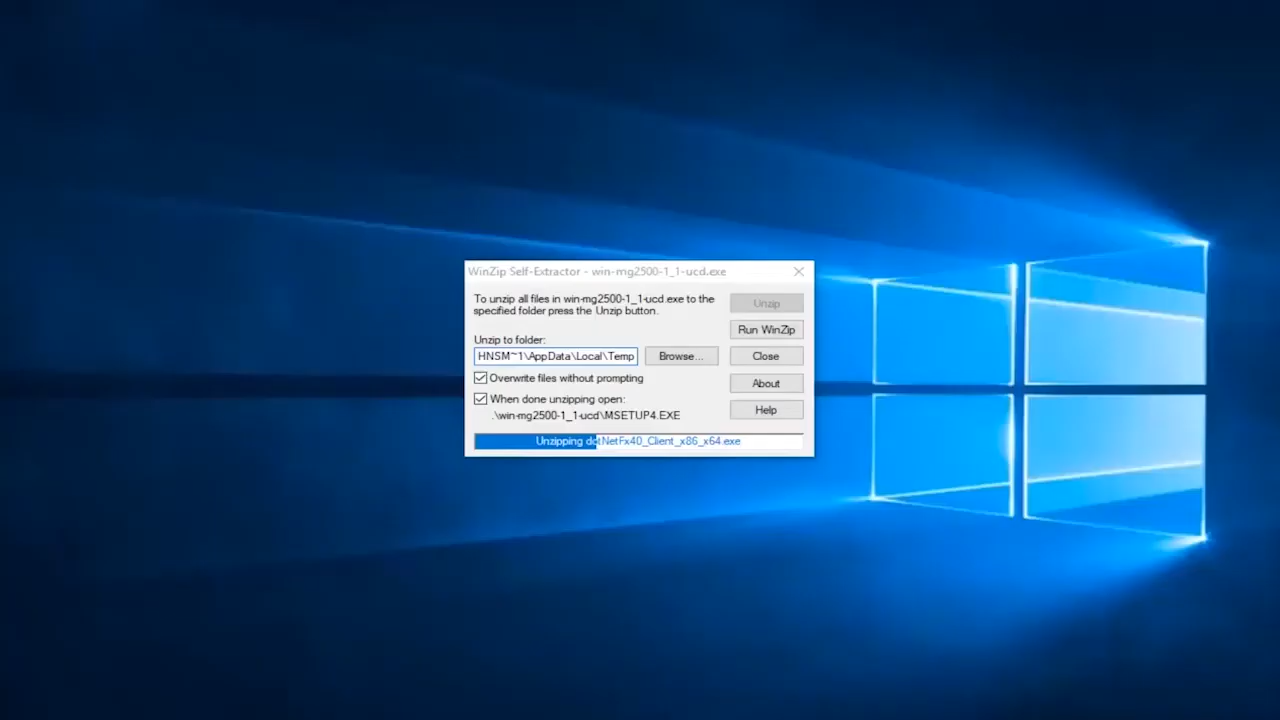 WinZip Self-Extractor - win-mg2500-1_1-ucd.exe
To unzip all files in win-mg2500-1_1-ucd.exe to the
specified folder press the Unzip button.
Unzip
Run WinZip
Unzip to folder:
HNSM~1\AppData\Local\Temp
Browse...
Close
Overwrite files without prompting
About
When done unzipping open:
.\win-mg2500-1_1-ucd\MSETUP4.EXE
Help
Unzipping dotNetFx40_Client_x86_x64.exe